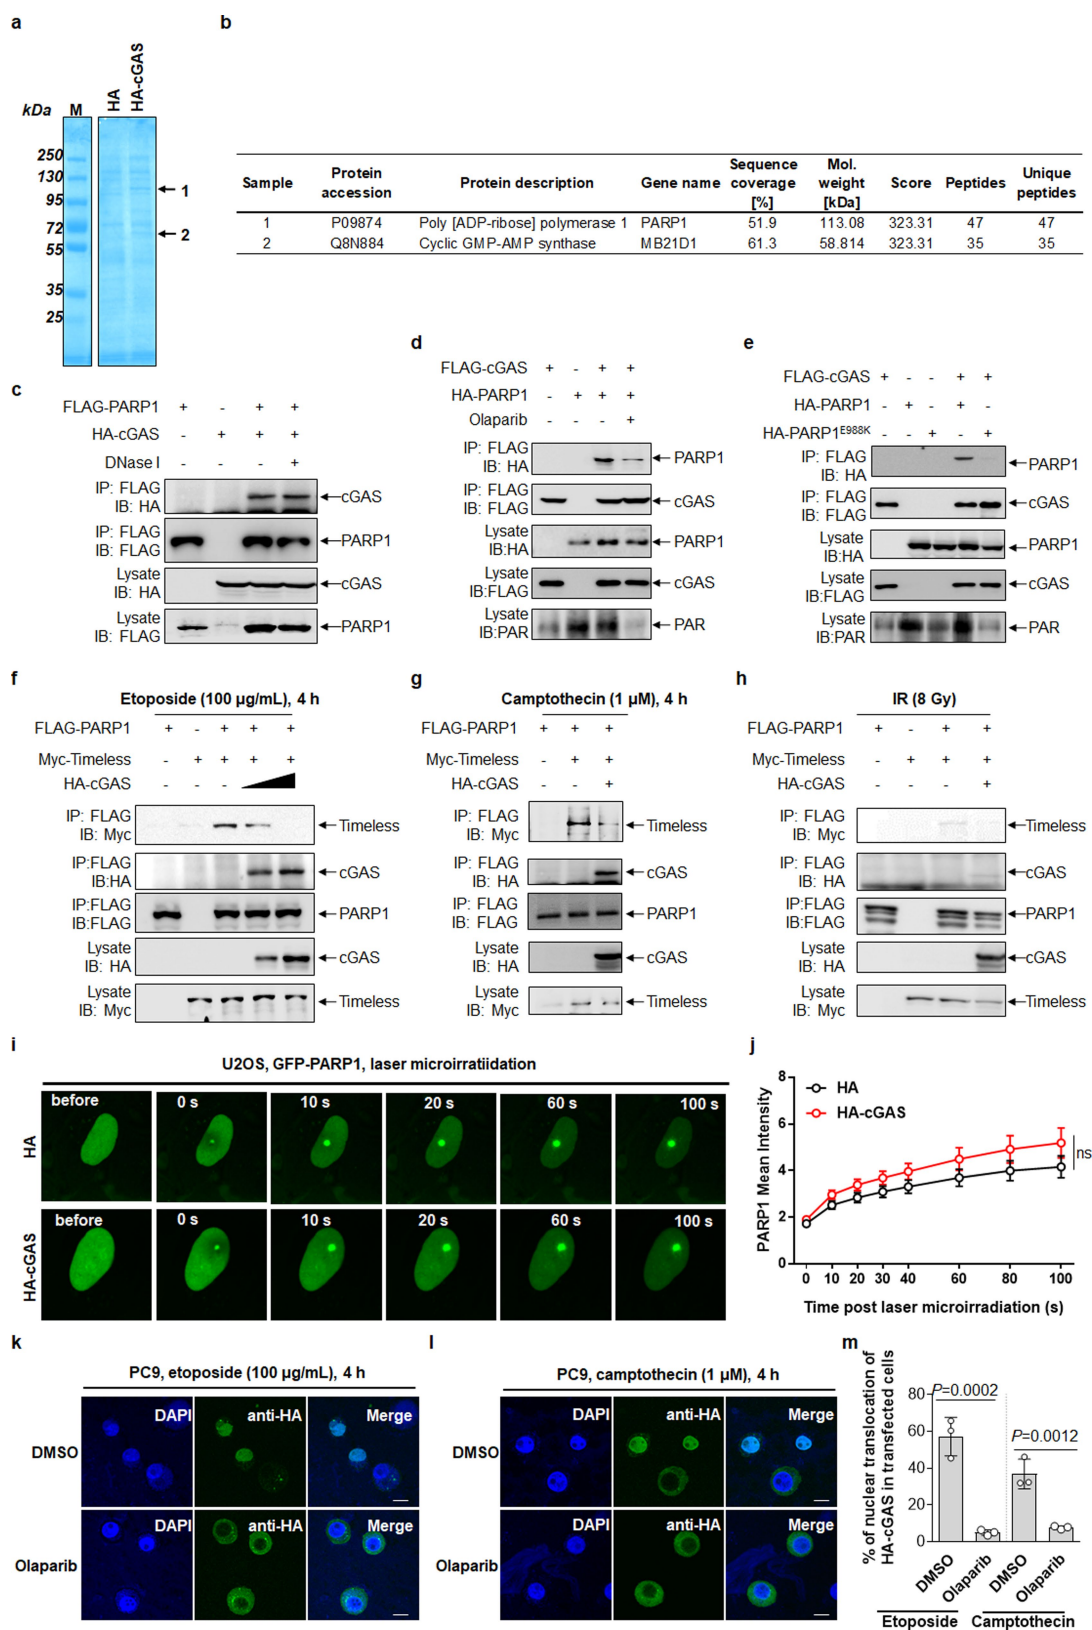 a
b
HA
HA-cGAS
kDa
M
250
130
95
72
55
35
25
1
2
Sample
Protein accession
Protein description
Gene name
Sequence coverage [%]
Mol. weight [kDa]
Score
Peptides
Unique peptides
1 P09874 Poly [ADP-ribose] polymerase 1 PARP1 51.9 113.08 323.31 47 47
2 Q8N884 Cyclic GMP-AMP synthase MB21D1 61.3 58.814 323.31 35 35
c
FLAG-PARP1 + - + +
HA-cGAS - + + +
DNase I - - - +
IP: FLAG
IB: HA
cGAS
IP: FLAG
IB: FLAG
PARP1
Lysate
IB: HA
cGAS
Lysate
IB: FLAG
PARP1
d
FLAG-cGAS + - + +
HA-PARP1 - + + +
Olaparib - - - +
IP: FLAG
IB: HA
PARP1
IP: FLAG
IB: FLAG
cGAS
Lysate
IB:HA
PARP1
Lysate
IB:FLAG
cGAS
Lysate
IB:PAR
PAR
e
FLAG-cGAS + - - + +
HA-PARP1 - + - + -
HA-PARP1E988K - - + - +
IP: FLAG
IB: HA
PARP1
IP: FLAG
IB: FLAG
cGAS
Lysate
IB:HA
PARP1
Lysate
IB:FLAG
cGAS
Lysate
IB:PAR
PAR
f
Etoposide (100 µg/mL), 4 h
FLAG-PARP1 + - + + +
Myc-Timeless - + + + +
HA-cGAS
IP: FLAG
IB: Myc
Timeless
IP:FLAG
IB:HA
cGAS
IP:FLAG
IB:FLAG
PARP1
Lysate
IB: HA
cGAS
Lysate
IB: Myc
Timeless
g
Camptothecin (1 µM), 4 h
FLAG-PARP1 + + +
Myc-Timeless - + +
HA-cGAS - - +
IP: FLAG
IB: Myc
Timeless
IP: FLAG
IB: HA
cGAS
IP: FLAG
IB: FLAG
PARP1
Lysate
IB: HA
cGAS
Lysate
IB: Myc
Timeless
h
IR (8 Gy)
FLAG-PARP1 + - + +
Myc-Timeless - + + +
HA-cGAS - - - +
IP: FLAG
IB: Myc
Timeless
IP: FLAG
IB: HA
cGAS
IP: FLAG
IB:FLAG
PARP1
Lysate
IB: HA
cGAS
Lysate
IB: Myc
Timeless
i
U2OS, GFP-PARP1, laser microirratiidation
HA
before 0 s 10 s 20 s 60 s 100 s
HA-cGAS
before 0 s 10 s 20 s 60 s 100 s
j
PARP1 Mean Intensity
8
6
4
2
0
HA
HA-cGAS
ns
0 10 20 30 40 60 80 100
Time post laser microirradiation (s)
k
PC9, etoposide (100 µg/mL), 4 h
DMSO
DAPI anti-HA Merge
Olaparib
DAPI anti-HA Merge
l
PC9, camptothecin (1 µM), 4 h
DMSO
DAPI anti-HA Merge
Olaparib
DAPI anti-HA Merge
m
% of nuclear translocation of
HA-cGAS in transfected cells
80
60
40
20
0
P=0.0002
P=0.0012
DMSO
Olaparib
DMSO
Olaparib
Etoposide
Camptothecin